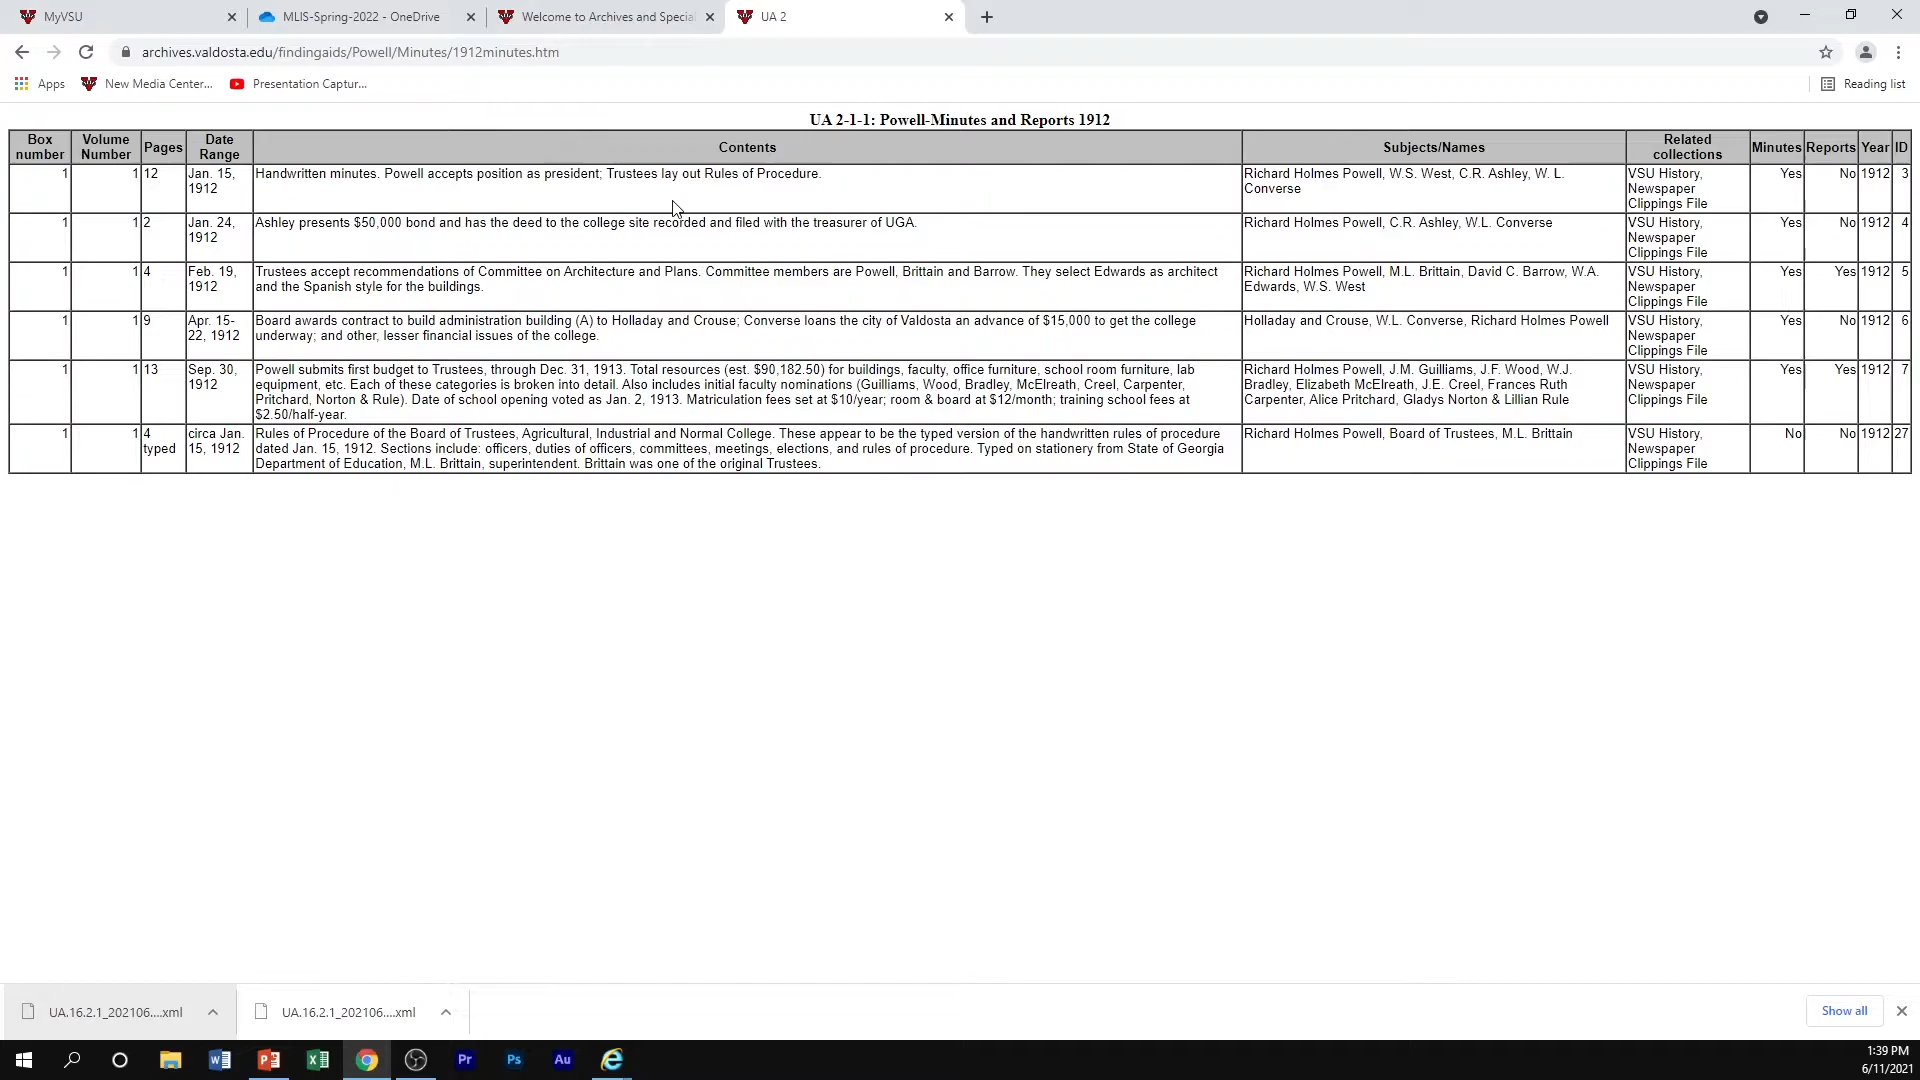 MyVSU
MLIS-Spring-2022 - OneDrive
Welcome to Archives and Special
UA 2
archives.valdosta.edu/findingaids/Powell/Minutes/1912minutes.htm
Apps
New Media Center...
Presentation Captur...
Reading list
UA 2-1-1: Powell-Minutes and Reports 1912
Box number
Volume Number
Pages
Date Range
Contents
Subjects/Names
Related collections
Minutes
Reports
Year
ID
1
1
12
Jan. 15, 1912
Handwritten minutes. Powell accepts position as president; Trustees lay out Rules of Procedure.
Richard Holmes Powell, W.S. West, C.R. Ashley, W. L.
Converse
VSU History,
Newspaper
Clippings File
Yes
No
1912
3
1
1
2
Jan. 24, 1912
Ashley presents $50,000 bond and has the deed to the college site recorded and filed with the treasurer of UGA.
Richard Holmes Powell, C.R. Ashley, W.L. Converse
VSU History,
Newspaper
Clippings File
Yes
No
1912
4
1
1
4
Feb. 19, 1912
Trustees accept recommendations of Committee on Architecture and Plans. Committee members are Powell, Brittain and Barrow. They select Edwards as architect
and the Spanish style for the buildings.
Richard Holmes Powell, M.L. Brittain, David C. Barrow, W.A.
Edwards, W.S. West
VSU History,
Newspaper
Clippings File
Yes
Yes
1912
5
1
1
9
Apr. 15-22, 1912
Board awards contract to build administration building (A) to Holladay and Crouse; Converse loans the city of Valdosta an advance of $15,000 to get the college
underway; and other, lesser financial issues of the college.
Holladay and Crouse, W.L. Converse, Richard Holmes Powell
VSU History,
Newspaper
Clippings File
Yes
No
1912
6
1
1
13
Sep. 30, 1912
Powell submits first budget to Trustees, through Dec. 31, 1913. Total resources (est. $90,182.50) for buildings, faculty, office furniture, school room furniture, lab
equipment, etc. Each of these categories is broken into detail. Also includes initial faculty nominations (Guilliams, Wood, Bradley, McElreath, Creel, Carpenter,
Pritchard, Norton & Rule). Date of school opening voted as Jan. 2, 1913. Matriculation fees set at $10/year; room & board at $12/month; training school fees at
$2.50/half-year.
Richard Holmes Powell, J.M. Guilliams, J.F. Wood, W.J.
Bradley, Elizabeth McElreath, J.E. Creel, Frances Ruth
Carpenter, Alice Pritchard, Gladys Norton & Lillian Rule
VSU History,
Newspaper
Clippings File
Yes
Yes
1912
7
1
1
4 typed
circa Jan. 15, 1912
Rules of Procedure of the Board of Trustees, Agricultural, Industrial and Normal College. These appear to be the typed version of the handwritten rules of procedure
dated Jan. 15, 1912. Sections include: officers, duties of officers, committees, meetings, elections, and rules of procedure. Typed on stationery from State of Georgia
Department of Education, M.L. Brittain, superintendent. Brittain was one of the original Trustees.
Richard Holmes Powell, Board of Trustees, M.L. Brittain
VSU History,
Newspaper
Clippings File
No
No
1912
27
UA.16.2.1_202106....xml
UA.16.2.1_202106....xml
Show all
Pr
Ps
Au
1:39 PM
6/11/2021